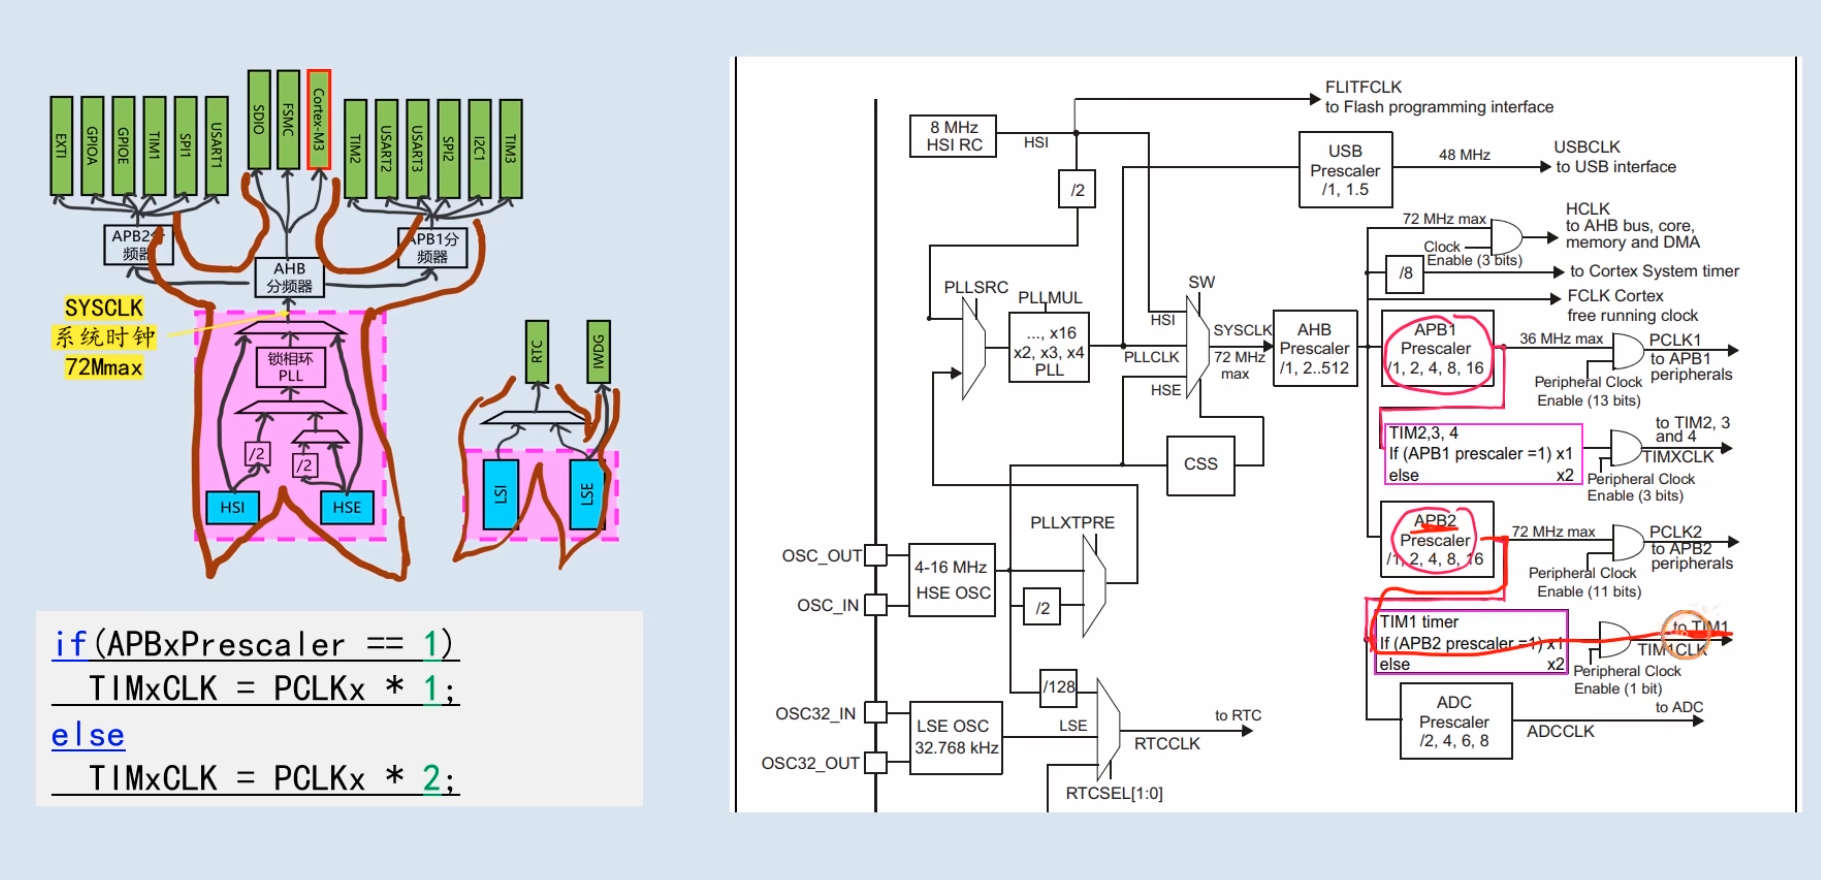 EXTI
GPIOA
GPIOE
TIM1
SPI1
USART1
SDIO
FSMC
Cortex-M3
TIM2
USART2
USART3
SPI2
I2C1
TIM3
APB2分
频器
AHB
分频器
APB1分
频器
SYSCLK
系统时钟
72Mmax
锁相环
PLL
/2
/2
HSI
HSE
RTC
IWDG
LSI
LSE
if(APBxPrescaler == 1)
TIMxCLK = PCLKx * 1;
else
TIMxCLK = PCLKx * 2;
FLITFCLK
to Flash programming interface
8 MHz
HSI RC
HSI
/2
USB
Prescaler
/1, 1.5
48 MHz
USBCLK
to USB interface
72 MHz max
Clock
Enable (3 bits)
HCLK
to AHB bus, core,
memory and DMA
/8
to Cortex System timer
FCLK Cortex
free running clock
PLLSRC
PLLMUL
..., x16
x2, x3, x4
PLL
SW
HSI
PLLCLK
HSE
SYSCLK
72 MHz
max
AHB
Prescaler
/1, 2..512
APB1
Prescaler
/1, 2, 4, 8, 16
36 MHz max
PCLK1
to APB1
peripherals
Peripheral Clock
Enable (13 bits)
TIM2,3, 4
If (APB1 prescaler =1) x1
else x2
to TIM2, 3
and 4
TIMXCLK
Peripheral Clock
Enable (3 bits)
CSS
APB2
Prescaler
/1, 2, 4, 8, 16
72 MHz max
PCLK2
to APB2
peripherals
Peripheral Clock
Enable (11 bits)
PLLXTPRE
OSC_OUT
OSC_IN
4-16 MHz
HSE OSC
/2
TIM1 timer
If (APB2 prescaler =1) x1
else x2
to TIM1
TIM1CLK
Peripheral Clock
Enable (1 bit)
/128
OSC32_IN
OSC32_OUT
LSE OSC
32.768 kHz
LSE
to RTC
RTCCLK
RTCSEL[1:0]
ADC
Prescaler
/2, 4, 6, 8
to ADC
ADCCLK